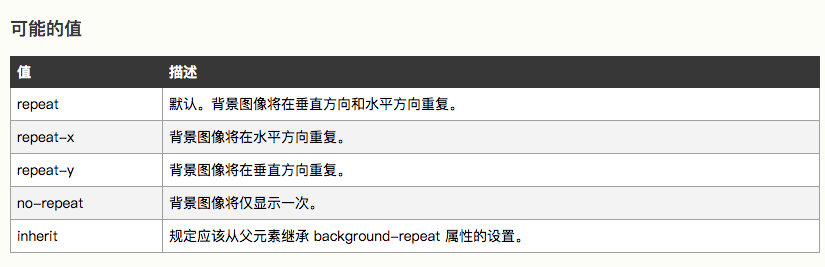 可能的值
值 描述
repeat 默认。背景图像将在垂直方向和水平方向重复。
repeat-x 背景图像将在水平方向重复。
repeat-y 背景图像将在垂直方向重复。
no-repeat 背景图像将仅显示一次。
inherit 规定应该从父元素继承 background-repeat 属性的设置。